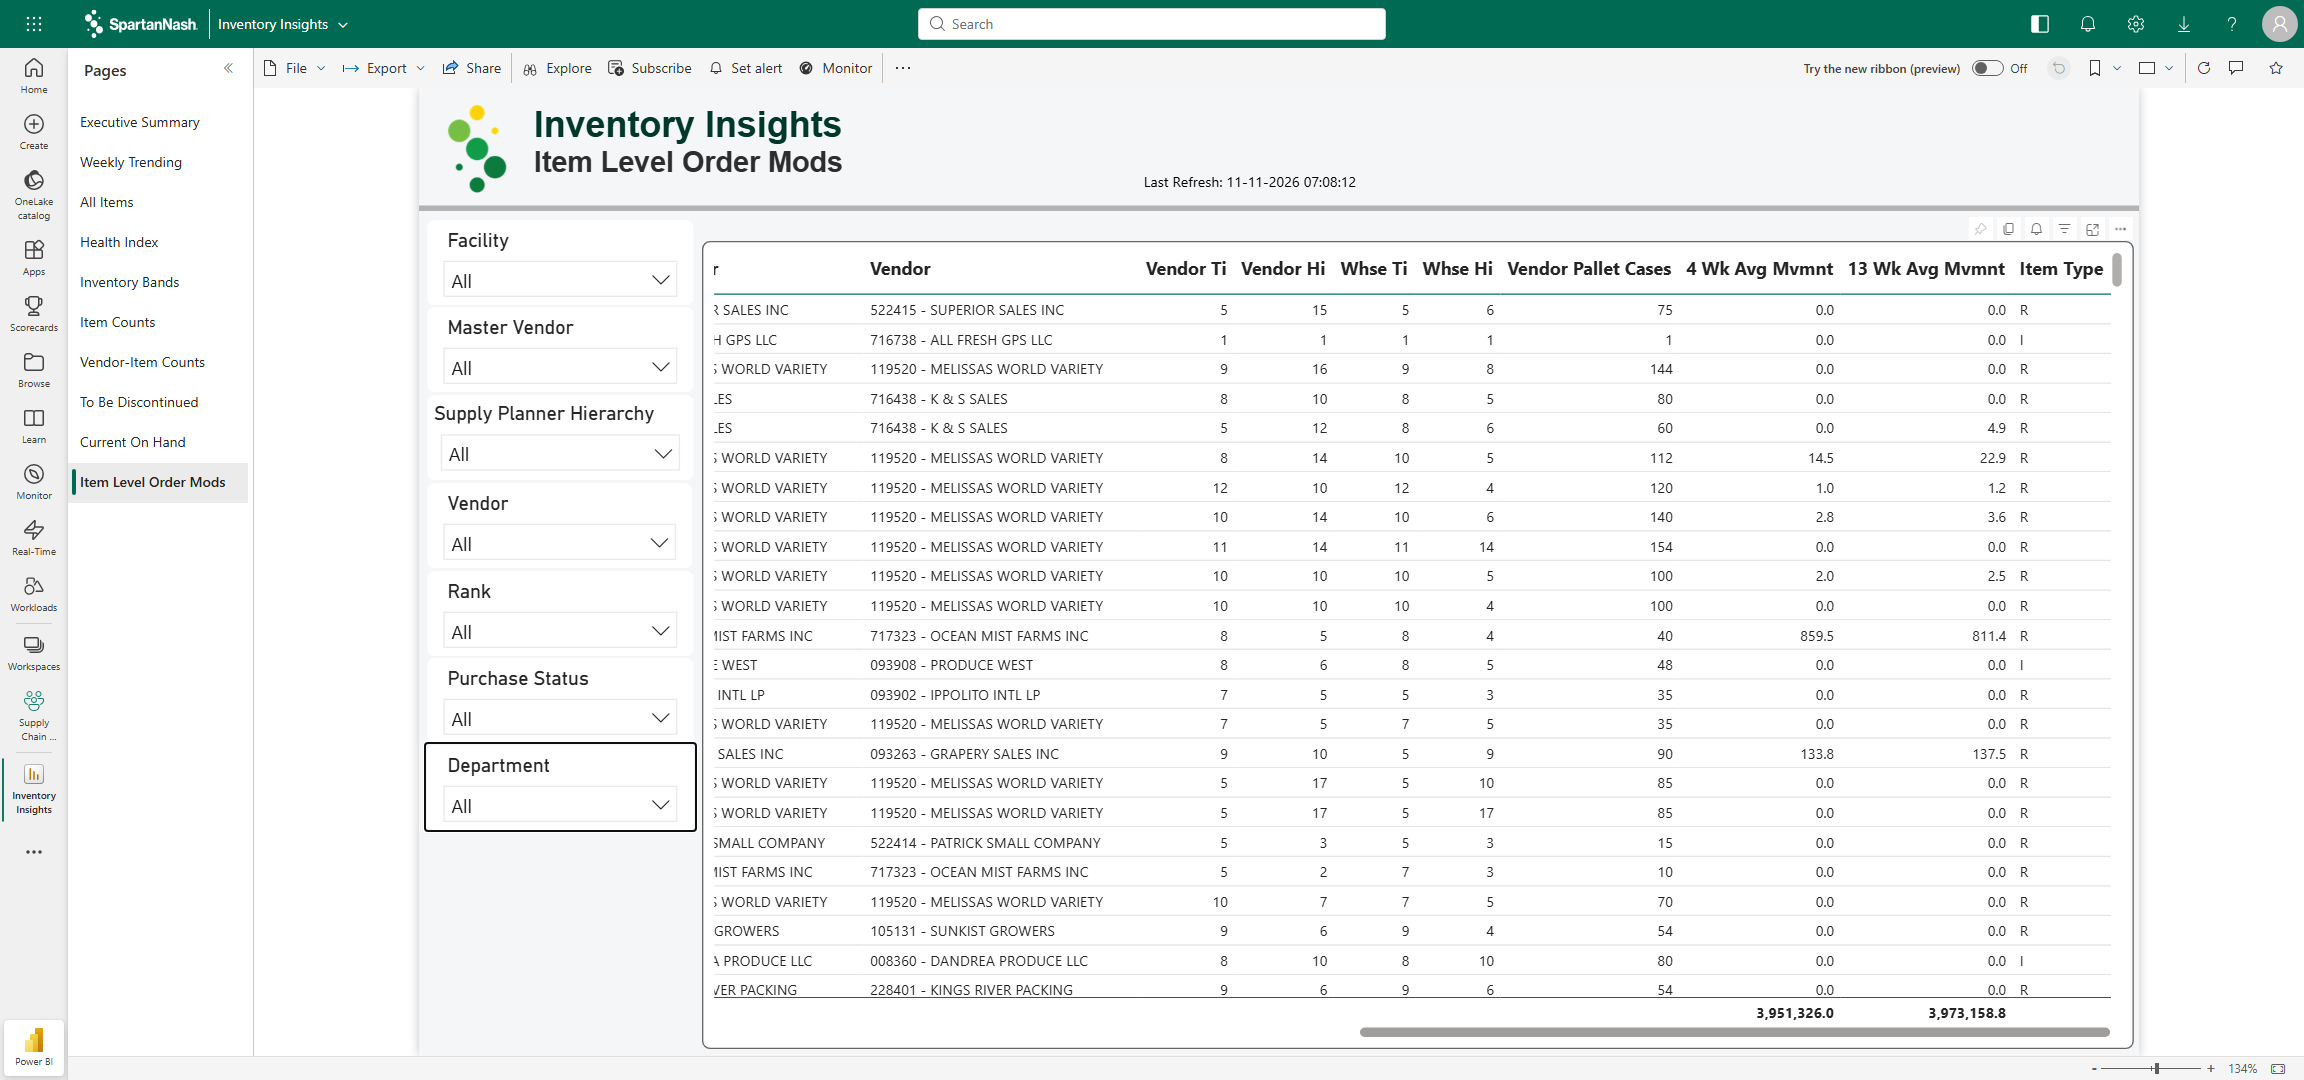 SpartanNash
Inventory Insights
Search
Home
Create
OneLake
catalog
Apps
Scorecards
Browse
Learn
Monitor
Real-Time
Workloads
Workspaces
Supply
Chain ...
Inventory
Insights
Power BI
Pages
Executive Summary
Weekly Trending
All Items
Health Index
Inventory Bands
Item Counts
Vendor-Item Counts
To Be Discontinued
Current On Hand
Item Level Order Mods
File Export Share Explore Subscribe Set alert Monitor ...
Try the new ribbon (preview) Off
Inventory Insights
Item Level Order Mods
Last Refresh: 11-11-2026 07:08:12
Facility
All
Master Vendor
All
Supply Planner Hierarchy
All
Vendor
All
Rank
All
Purchase Status
All
Department
All
r Vendor Vendor Ti Vendor Hi Whse Ti Whse Hi Vendor Pallet Cases 4 Wk Avg Mvmnt 13 Wk Avg Mvmnt Item Type
R SALES INC 522415 - SUPERIOR SALES INC 5 15 5 6 75 0.0 0.0 R
H GPS LLC 716738 - ALL FRESH GPS LLC 1 1 1 1 1 0.0 0.0 I
S WORLD VARIETY 119520 - MELISSAS WORLD VARIETY 9 16 9 8 144 0.0 0.0 R
LES 716438 - K & S SALES 8 10 8 5 80 0.0 0.0 R
LES 716438 - K & S SALES 5 12 8 6 60 0.0 4.9 R
S WORLD VARIETY 119520 - MELISSAS WORLD VARIETY 8 14 10 5 112 14.5 22.9 R
S WORLD VARIETY 119520 - MELISSAS WORLD VARIETY 12 10 12 4 120 1.0 1.2 R
S WORLD VARIETY 119520 - MELISSAS WORLD VARIETY 10 14 10 6 140 2.8 3.6 R
S WORLD VARIETY 119520 - MELISSAS WORLD VARIETY 11 14 11 14 154 0.0 0.0 R
S WORLD VARIETY 119520 - MELISSAS WORLD VARIETY 10 10 10 5 100 2.0 2.5 R
S WORLD VARIETY 119520 - MELISSAS WORLD VARIETY 10 10 10 4 100 0.0 0.0 R
MIST FARMS INC 717323 - OCEAN MIST FARMS INC 8 5 8 4 40 859.5 811.4 R
E WEST 093908 - PRODUCE WEST 8 6 8 5 48 0.0 0.0 I
INTL LP 093902 - IPPOLITO INTL LP 7 5 5 3 35 0.0 0.0 R
S WORLD VARIETY 119520 - MELISSAS WORLD VARIETY 7 5 7 5 35 0.0 0.0 R
SALES INC 093263 - GRAPERY SALES INC 9 10 5 9 90 133.8 137.5 R
S WORLD VARIETY 119520 - MELISSAS WORLD VARIETY 5 17 5 10 85 0.0 0.0 R
S WORLD VARIETY 119520 - MELISSAS WORLD VARIETY 5 17 5 17 85 0.0 0.0 R
SMALL COMPANY 522414 - PATRICK SMALL COMPANY 5 3 5 3 15 0.0 0.0 R
MIST FARMS INC 717323 - OCEAN MIST FARMS INC 5 2 7 3 10 0.0 0.0 R
S WORLD VARIETY 119520 - MELISSAS WORLD VARIETY 10 7 7 5 70 0.0 0.0 R
GROWERS 105131 - SUNKIST GROWERS 9 6 9 4 54 0.0 0.0 R
A PRODUCE LLC 008360 - DANDREA PRODUCE LLC 8 10 8 10 80 0.0 0.0 I
VER PACKING 228401 - KINGS RIVER PACKING 9 6 9 6 54 0.0 0.0 R
3,951,326.0 3,973,158.8
- + 134%